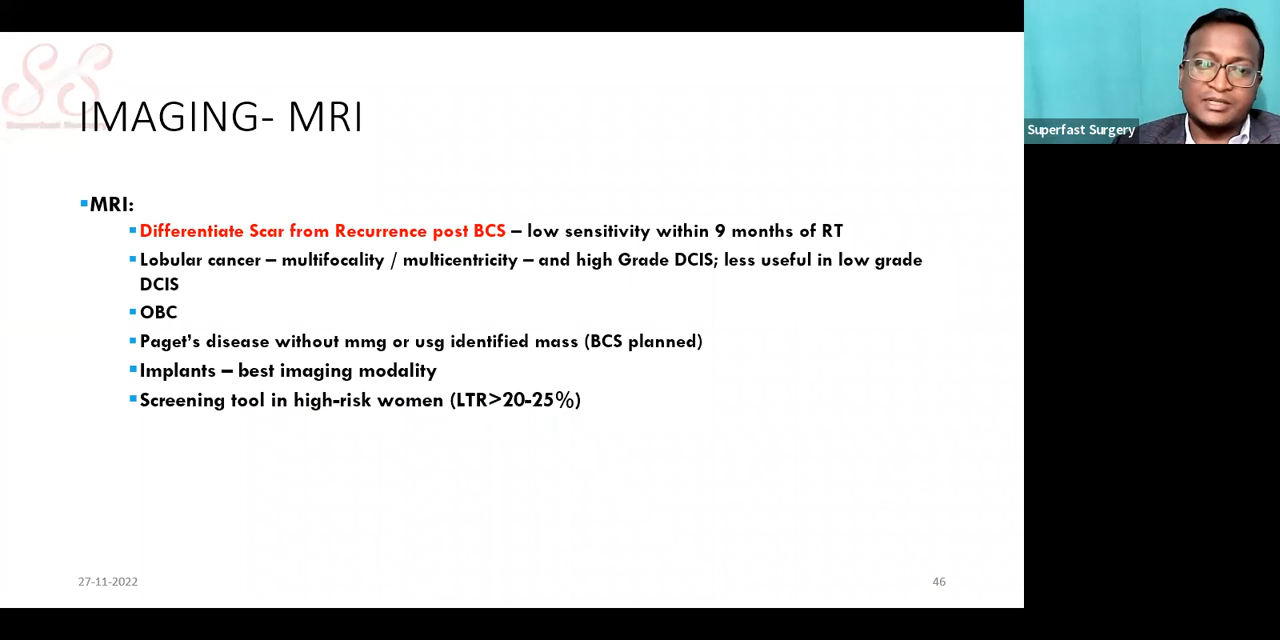 IMAGING- MRI
MRI:
Differentiate Scar from Recurrence post BCS – low sensitivity within 9 months of RT
Lobular cancer – multifocality / multicentricity – and high Grade DCIS; less useful in low grade
DCIS
OBC
Paget's disease without mmg or usg identified mass (BCS planned)
Implants – best imaging modality
Screening tool in high-risk women (LTR>20-25%)
27-11-2022
46
Superfast Surgery